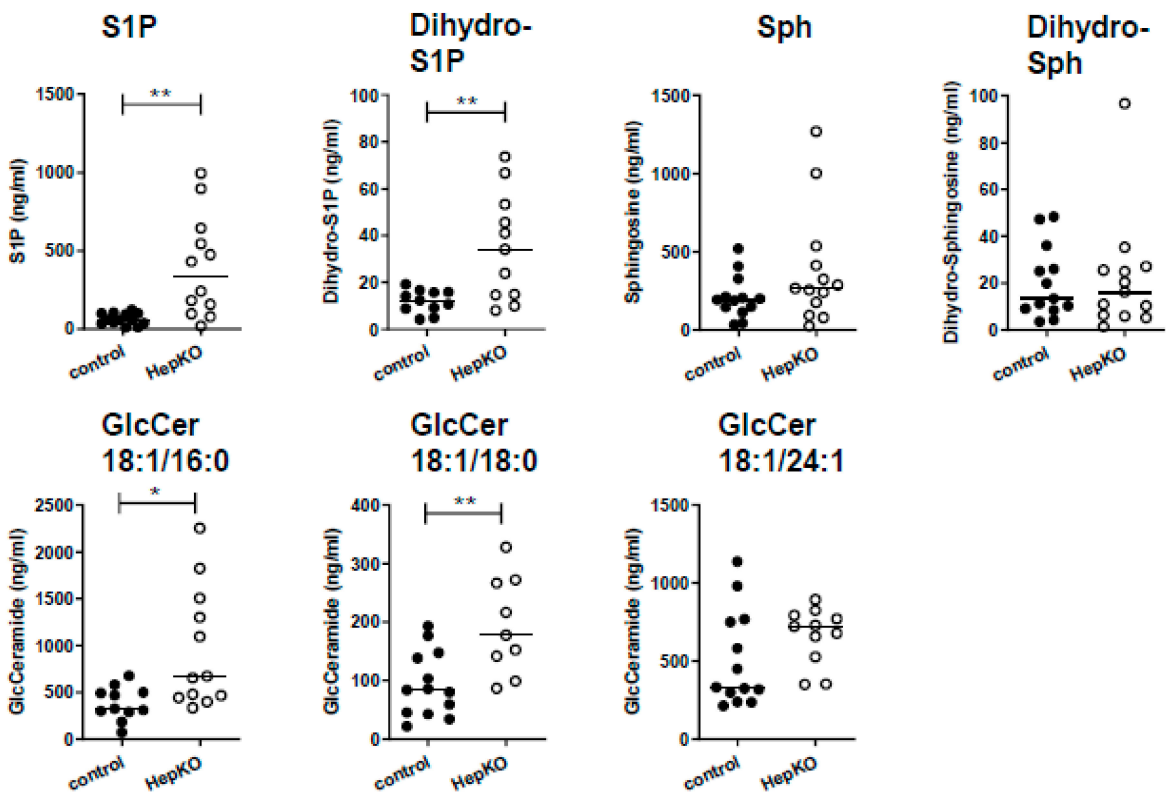 S1P
Dihydro-
S1P
Sph
Dihydro-
Sph
S1P (ng/ml)
1500
1000
500
0
**
control
HepKO
Dihydro-S1P (ng/ml)
100
80
60
40
20
0
**
control
HepKO
Sphingosine (ng/ml)
1500
1000
500
0
control
HepKO
Dihydro-Sphingosine (ng/ml)
100
80
60
40
20
0
control
HepKO
GlcCer
18:1/16:0
GlcCer
18:1/18:0
GlcCer
18:1/24:1
GlcCeramide (ng/ml)
2500
2000
1500
1000
500
0
*
control
HepKO
GlcCeramide (ng/ml)
400
300
200
100
0
**
control
HepKO
GlcCeramide (ng/ml)
1500
1000
500
0
control
HepKO